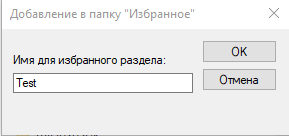 Добавление в папку "Избранное"
OK
Имя для избранного раздела:
Test
Отмена